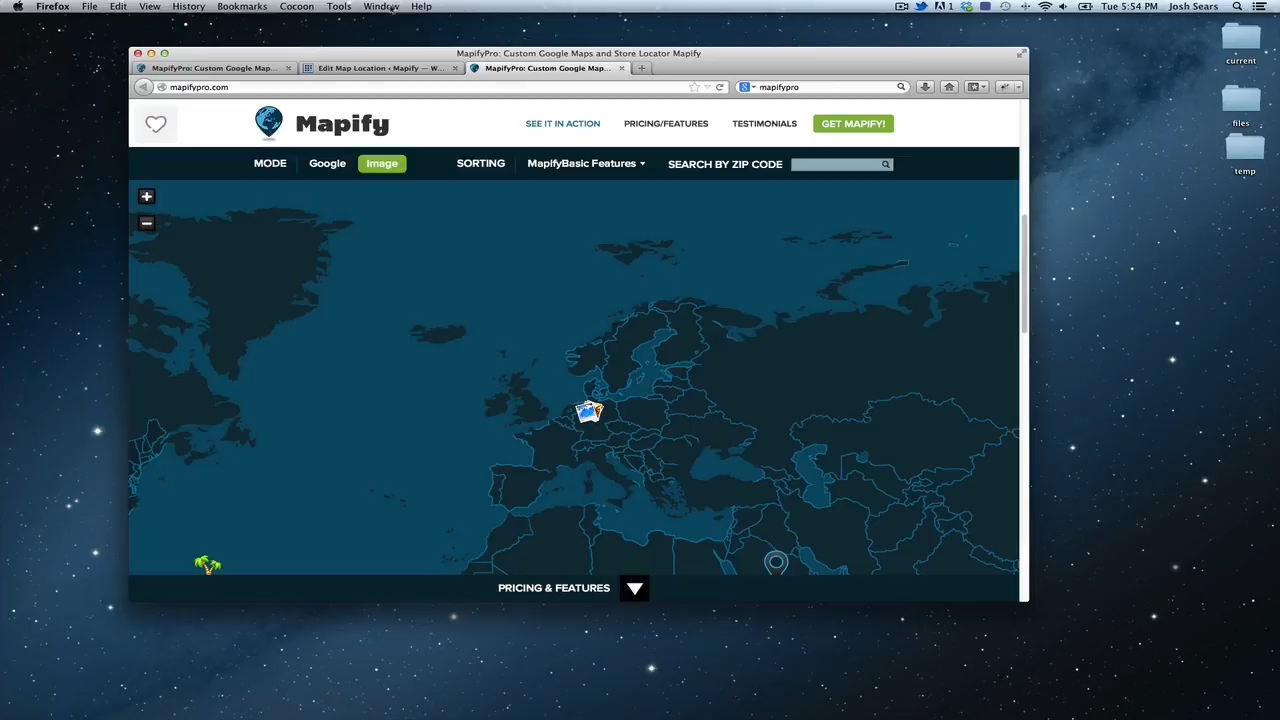 Firefox File Edit View History Bookmarks Cocoon Tools Window Help 1 Tue 5:54 PM Josh Sears
current
files
temp
MapifyPro: Custom Google Maps and Store Locator Mapify
MapifyPro: Custom Google Map... Edit Map Location ‹ Mapify — W... MapifyPro: Custom Google Map...
mapifypro.com mapifypro
Mapify SEE IT IN ACTION PRICING/FEATURES TESTIMONIALS GET MAPIFY!
MODE Google Image SORTING MapifyBasic Features SEARCH BY ZIP CODE
PRICING & FEATURES